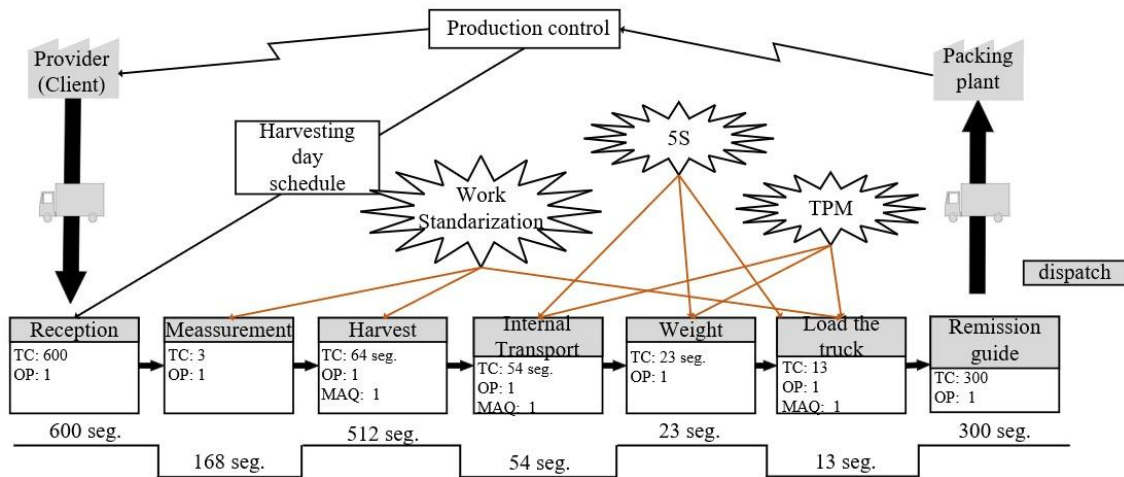 Production control
Provider
(Client)
Packing
plant
Harvesting
day
schedule
5S
Work
Standarization
TPM
dispatch
Reception
TC: 600
OP: 1
Meassurement
TC: 3
OP: 1
Harvest
TC: 64 seg.
OP: 1
MAQ: 1
Internal
Transport
TC: 54 seg.
OP: 1
MAQ: 1
Weight
TC: 23 seg.
OP: 1
Load the
truck
TC: 13
OP: 1
MAQ: 1
Remission
guide
TC: 300
OP: 1
600 seg.
168 seg.
512 seg.
54 seg.
23 seg.
13 seg.
300 seg.